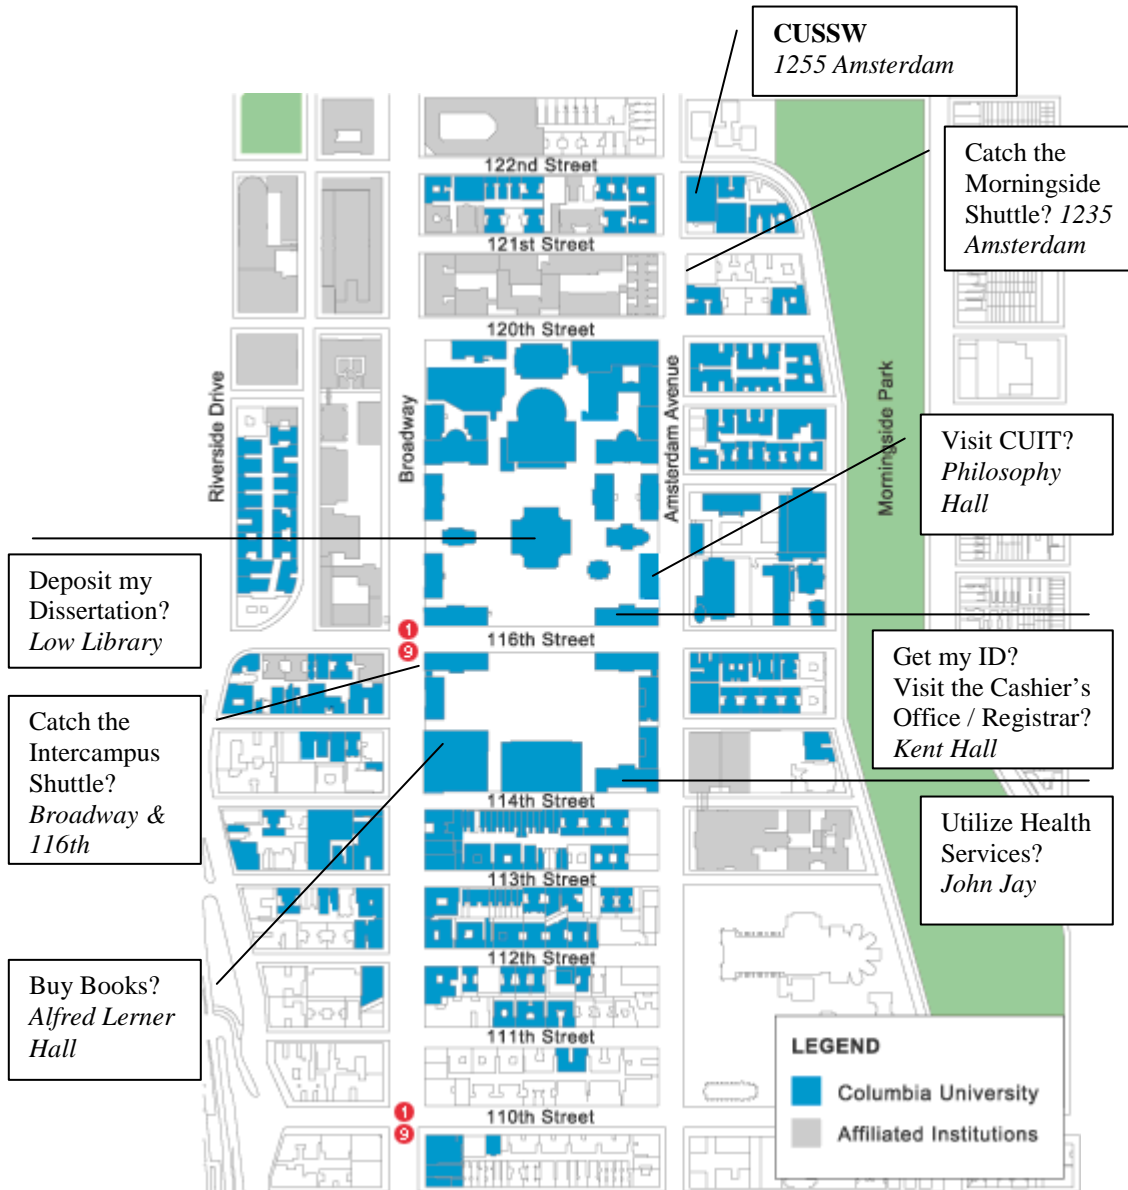 CUSSW
1255 Amsterdam
Catch the
Morningside
Shuttle? 1235
Amsterdam
122nd Street
121st Street
120th Street
Riverside Drive
Broadway
Amsterdam Avenue
Morningside Park
Visit CUIT?
Philosophy
Hall
Deposit my
Dissertation?
Low Library
1
9
116th Street
Get my ID?
Visit the Cashier's
Office / Registrar?
Kent Hall
Catch the
Intercampus
Shuttle?
Broadway &
116th
114th Street
Utilize Health
Services?
John Jay
113th Street
112th Street
Buy Books?
Alfred Lerner
Hall
111th Street
110th Street
1
9
LEGEND
Columbia University
Affiliated Institutions